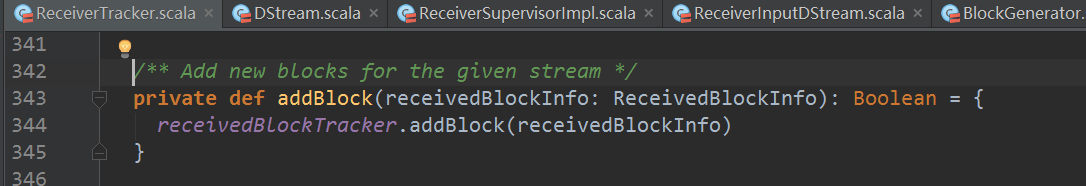 ReceiverTracker.scala × DStream.scala × ReceiverSupervisorImpl.scala × ReceiverInputDStream.scala × BlockGenerator.
341
342 /** Add new blocks for the given stream */
343 private def addBlock(receivedBlockInfo: ReceivedBlockInfo): Boolean = {
344 receivedBlockTracker.addBlock(receivedBlockInfo)
345 }
346